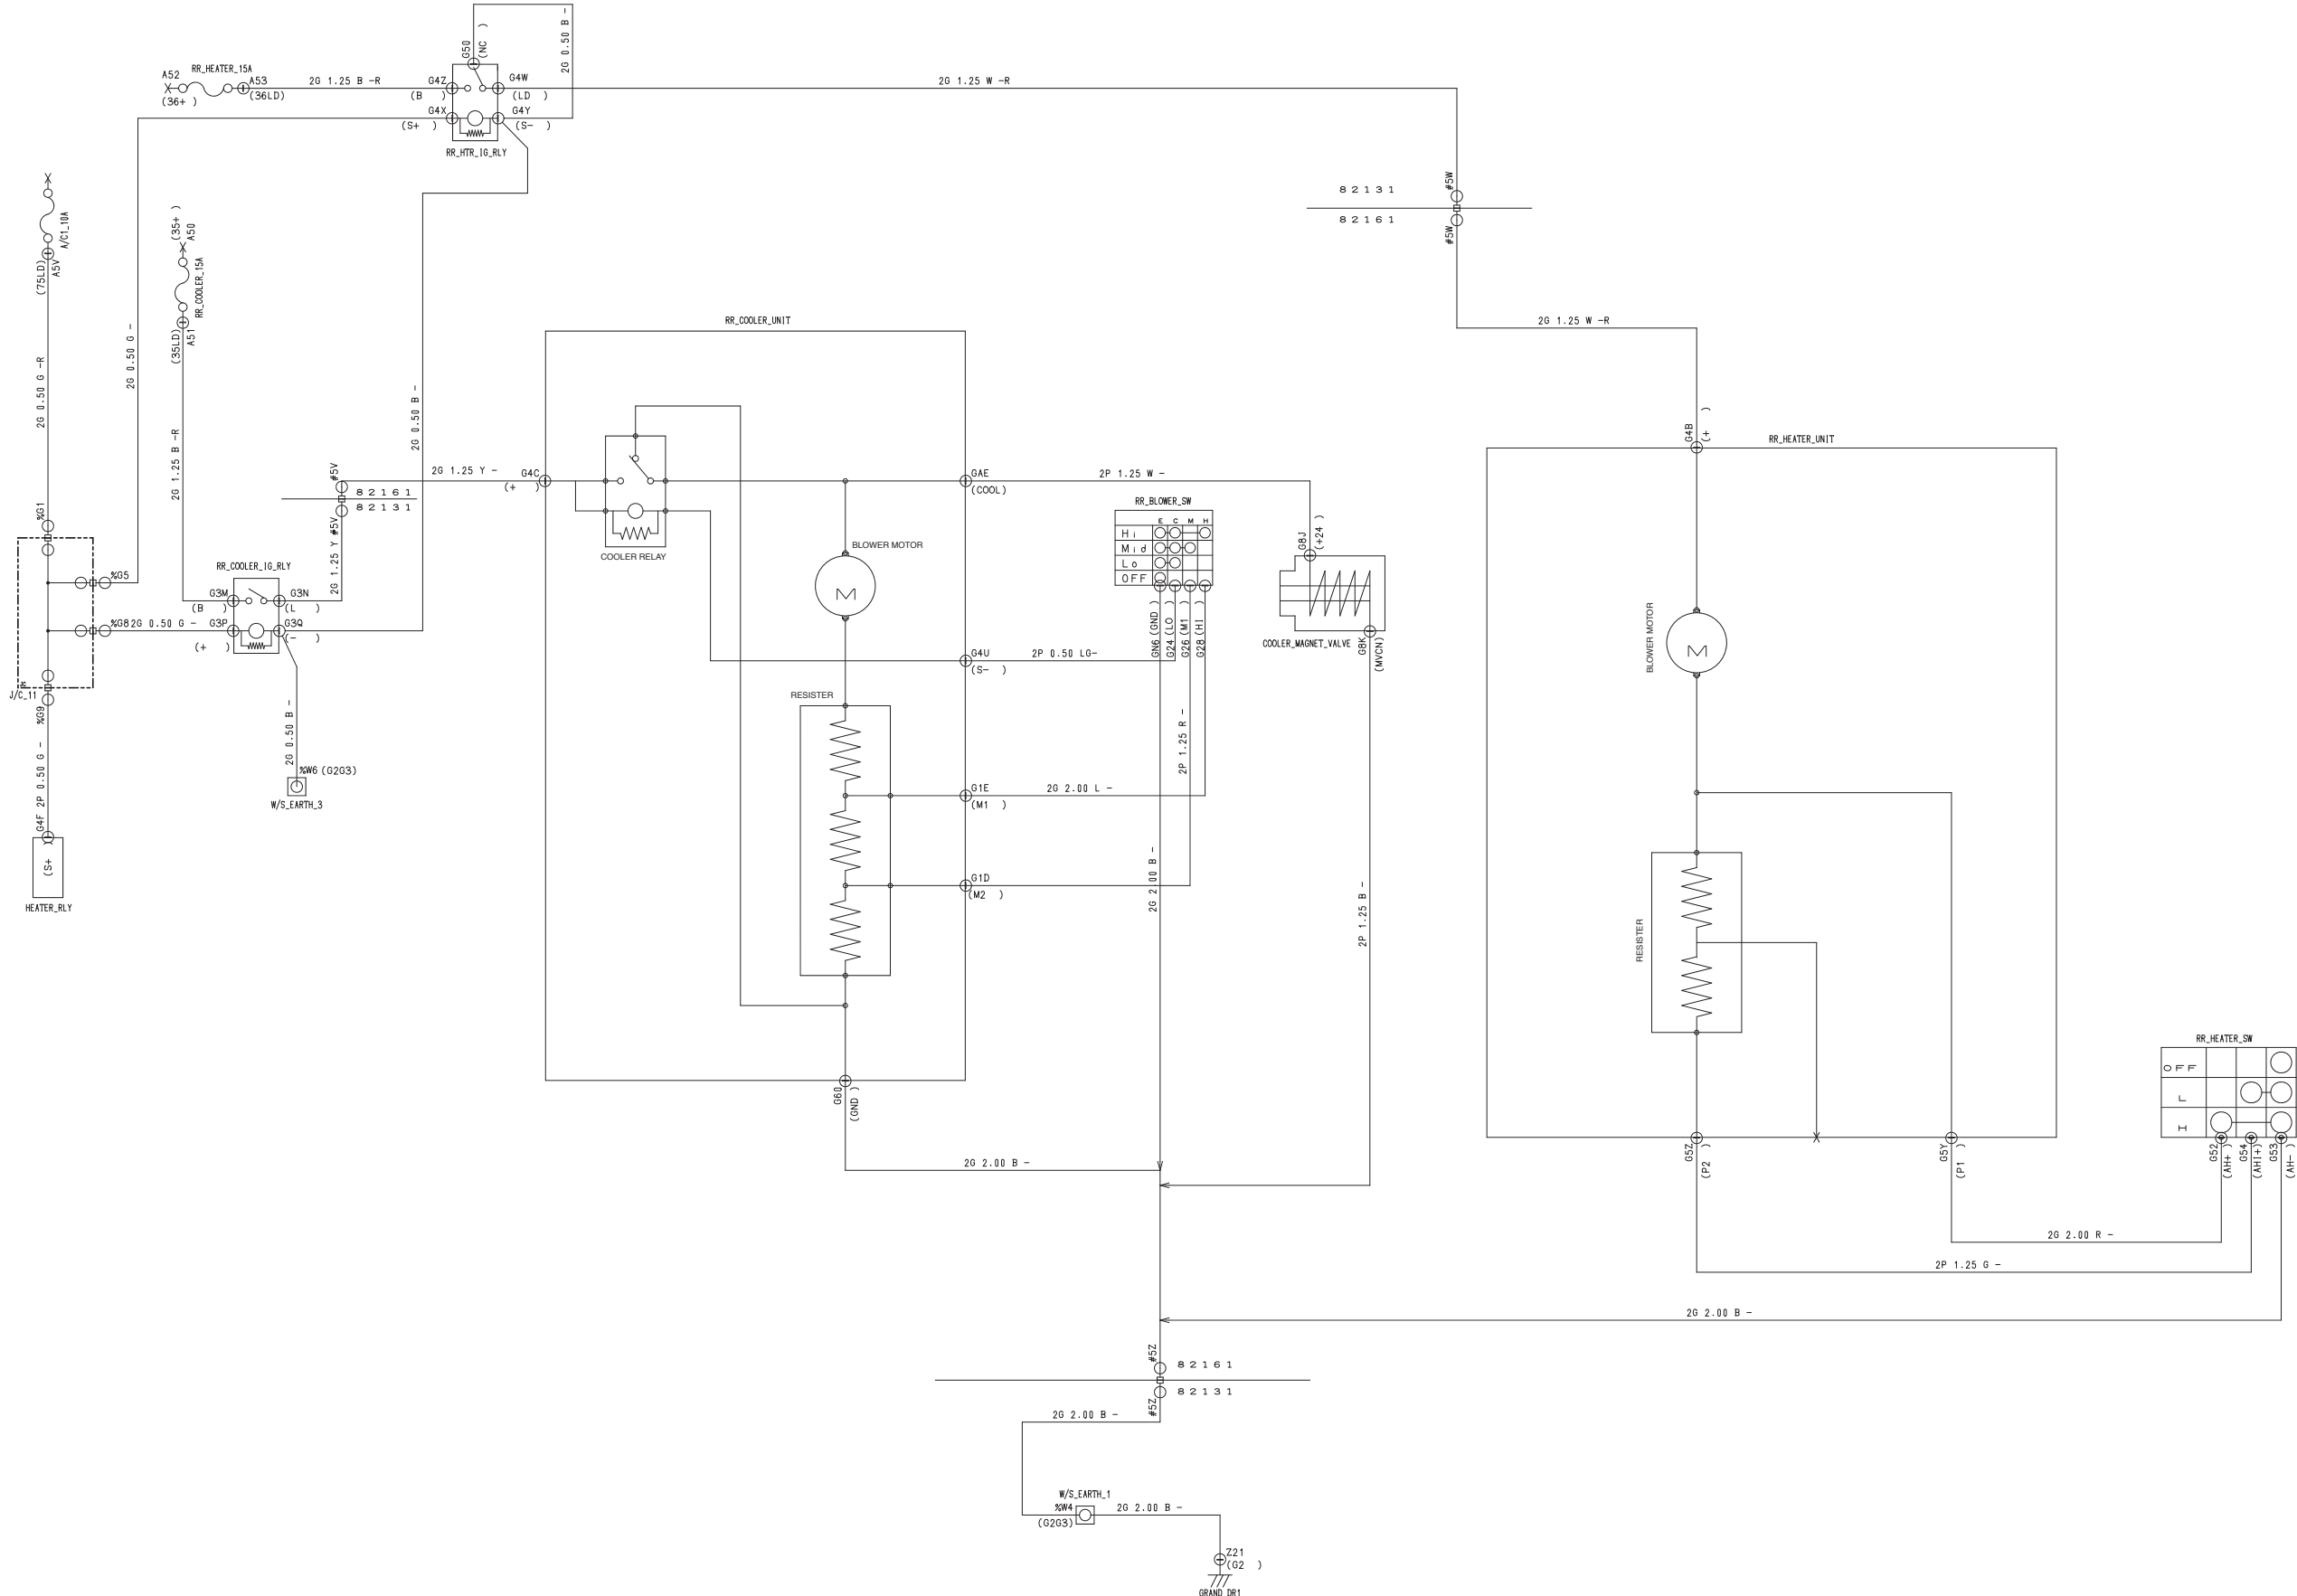 G50
(NC )
2G 0.50 B -
A52
(36+ )
RR_HEATER_15A
A53
(36LD)
2G 1.25 B -R
G4Z
(B )
G4W
(LD )
2G 1.25 W -R
G4X
(S+ )
G4Y
(S- )
RR_HTR_IG_RLY
A/C1_10A
(75LD)
A5V
(35+ )
A50
RR_COOLER_15A
(35LD)
A51
#5W
82131
82161
#5W
2G 1.25 W -R
RR_COOLER_UNIT
2G 0.50 G -
2G 0.50 G -R
2G 1.25 B -R
2G 0.50 B -
G4B
(+ )
RR_HEATER_UNIT
2G 1.25 Y -
#5V
82161
82131
2G 1.25 Y #5V
G4C
(+ )
GAE
(COOL)
2P 1.25 W -
COOLER RELAY
BLOWER MOTOR
M
RR_BLOWER_SW
E C M H
Hi
Mid
Lo
OFF
GN6 (GND )
G24 (LO )
G26 (M1 )
G28 (HI )
G8J
(+24 )
COOLER_MAGNET_VALVE
G8K
(MVCN)
%G1
%G5
RR_COOLER_IG_RLY
G3M
(B )
G3N
(L )
%G8 2G 0.50 G -
G3P
(+ )
G3Q
(- )
J/C_11
*
%G9
2G 0.50 B -
%W6 (G2G3)
W/S_EARTH_3
G4F 2P 0.50 G -
(S+
HEATER_RLY
G4U
(S- )
2P 0.50 LG-
RESISTER
G1E
(M1 )
2G 2.00 L -
2P 1.25 R -
G1D
(M2 )
2G 2.00 B -
2P 1.25 B -
BLOWER MOTOR
M
RESISTER
G60
(GND )
2G 2.00 B -
RR_HEATER_SW
OFF
L
H
G5Z
(P2 )
G5Y
(P1 )
G52
(AH+ )
G54
(AHI+)
G53
(AH- )
2G 2.00 R -
2P 1.25 G -
2G 2.00 B -
#5Z
82161
82131
#5Z
2G 2.00 B -
W/S_EARTH_1
%W4
(G2G3)
2G 2.00 B -
Z21
(G2 )
GRAND_DR1